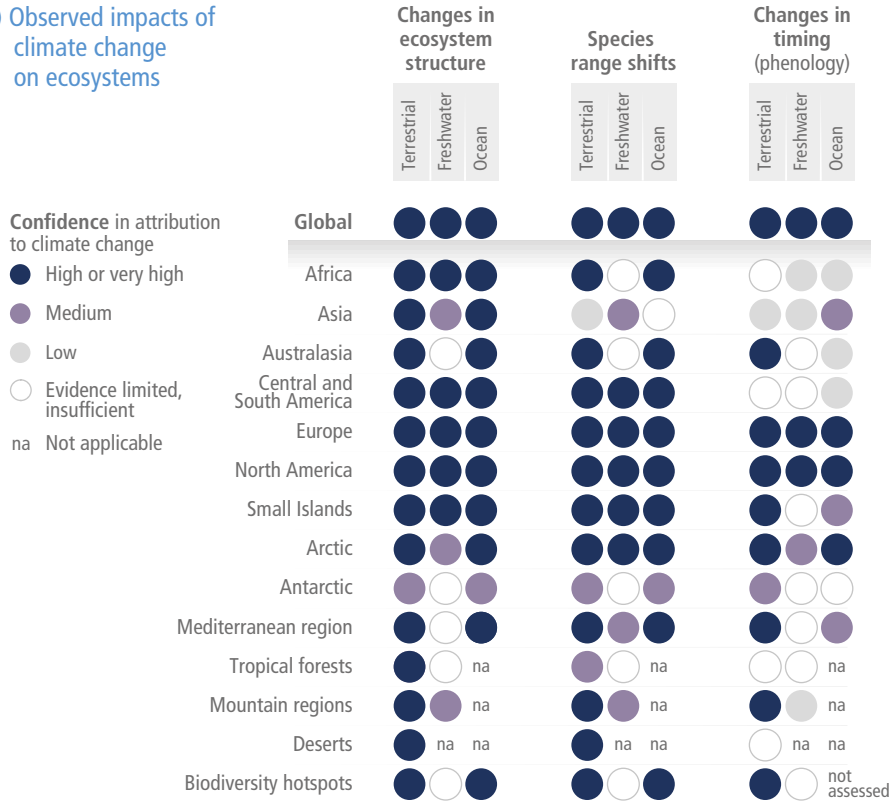 ) Observed impacts of
climate change
on ecosystems
Changes in
ecosystem
structure
Species
range shifts
Changes in
timing
(phenology)
Terrestrial
Freshwater
Ocean
Terrestrial
Freshwater
Ocean
Terrestrial
Freshwater
Ocean
Confidence in attribution
to climate change
High or very high
Medium
Low
Evidence limited,
insufficient
na Not applicable
Global
Africa
Asia
Australasia
Central and
South America
Europe
North America
Small Islands
Arctic
Antarctic
Mediterranean region
Tropical forests na na na
Mountain regions na na na
Deserts na na na na na na
Biodiversity hotspots not
assessed